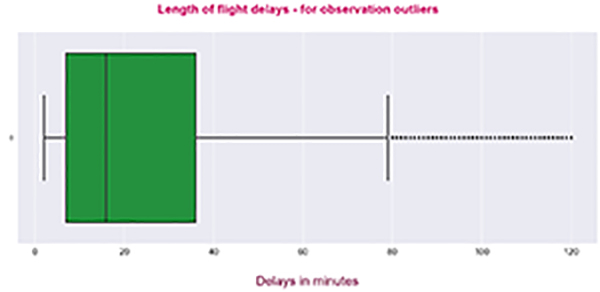 Length of flight delays - for observation outliers
0
0 20 40 60 80 100 120
Delays in minutes